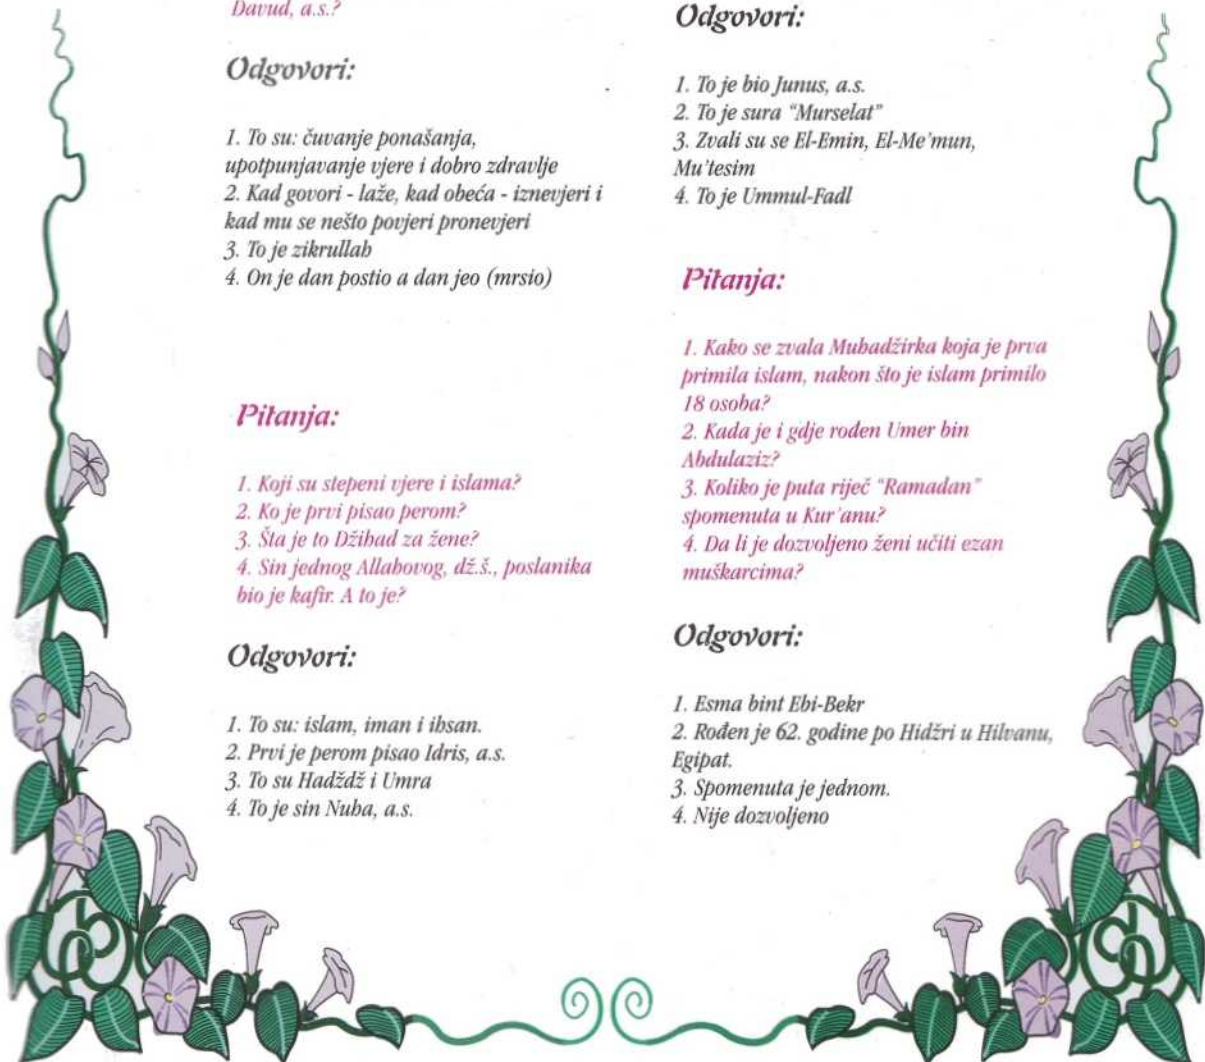 Davud, a.s.?
Odgovori:
1. To su: čuvanje ponašanja,
upotpunjavanje vjere i dobro zdravlje
2. Kad govori - laže, kad obeća - iznevjeri i
kad mu se nešto povjeri pronevjeri
3. To je zikrullah
4. On je dan postio a dan jeo (mrsio)
Pitanja:
1. Koji su stepeni vjere i islama?
2. Ko je prvi pisao perom?
3. Šta je to Džihad za žene?
4. Sin jednog Allahovog, dž.š., poslanika
bio je kafir. A to je?
Odgovori:
1. To su: islam, iman i ihsan.
2. Prvi je perom pisao Idris, a.s.
3. To su Hadždž i Umra
4. To je sin Nuha, a.s.
Odgovori:
1. To je bio Junus, a.s.
2. To je sura "Murselat"
3. Zvali su se El-Emin, El-Me'mun,
Mu'tesim
4. To je Ummul-Fadl
Pitanja:
1. Kako se zvala Muhadžirka koja je prva
primila islam, nakon što je islam primilo
18 osoba?
2. Kada je i gdje rođen Umer bin
Abdulaziz?
3. Koliko je puta riječ "Ramadan"
spomenuta u Kur'anu?
4. Da li je dozvoljeno ženi učiti ezan
muškarcima?
Odgovori:
1. Esma bint Ebi-Bekr
2. Rođen je 62. godine po Hidžri u Hilvanu,
Egipat.
3. Spomenuta je jednom.
4. Nije dozvoljeno